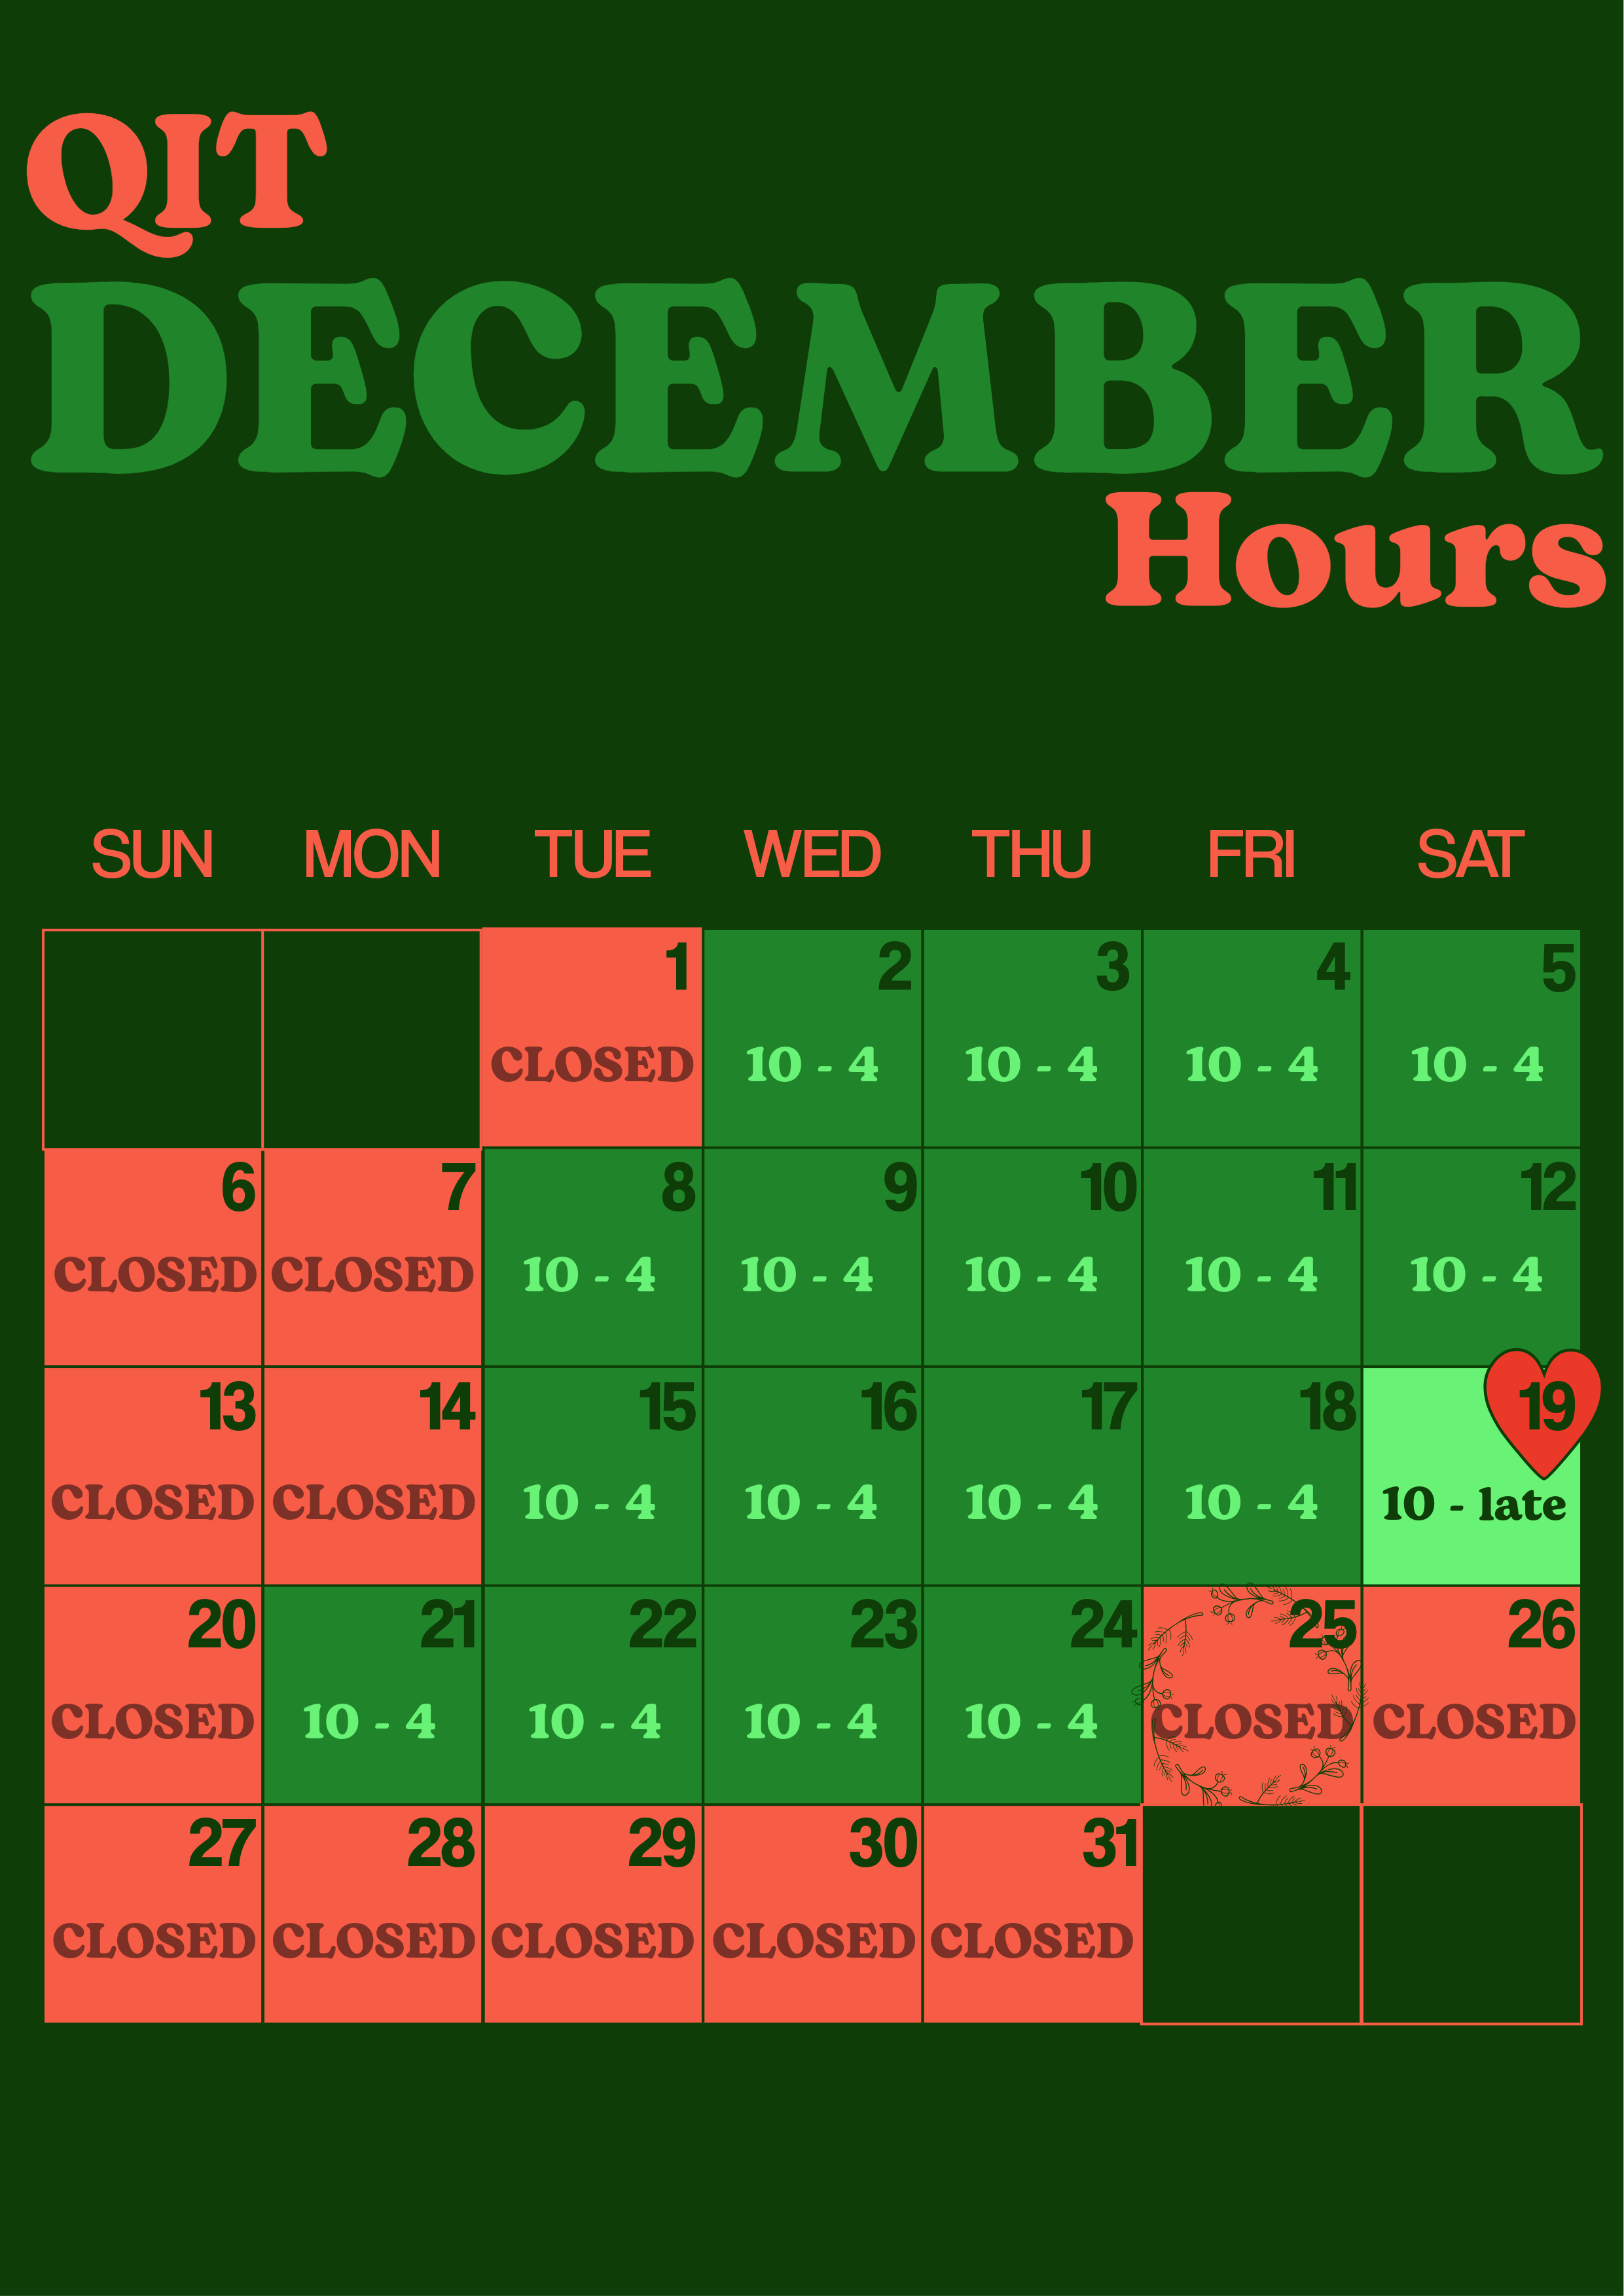 QIT
DECEMBER
Hours
SUN MON TUE WED THU FRI SAT
1 2 3 4 5
CLOSED 10 - 4 10 - 4 10 - 4 10 - 4
6 7 8 9 10 11 12
CLOSED CLOSED 10 - 4 10 - 4 10 - 4 10 - 4 10 - 4
13 14 15 16 17 18 19
CLOSED CLOSED 10 - 4 10 - 4 10 - 4 10 - 4 10 - late
20 21 22 23 24 25 26
CLOSED 10 - 4 10 - 4 10 - 4 10 - 4 CLOSED CLOSED
27 28 29 30 31
CLOSED CLOSED CLOSED CLOSED CLOSED